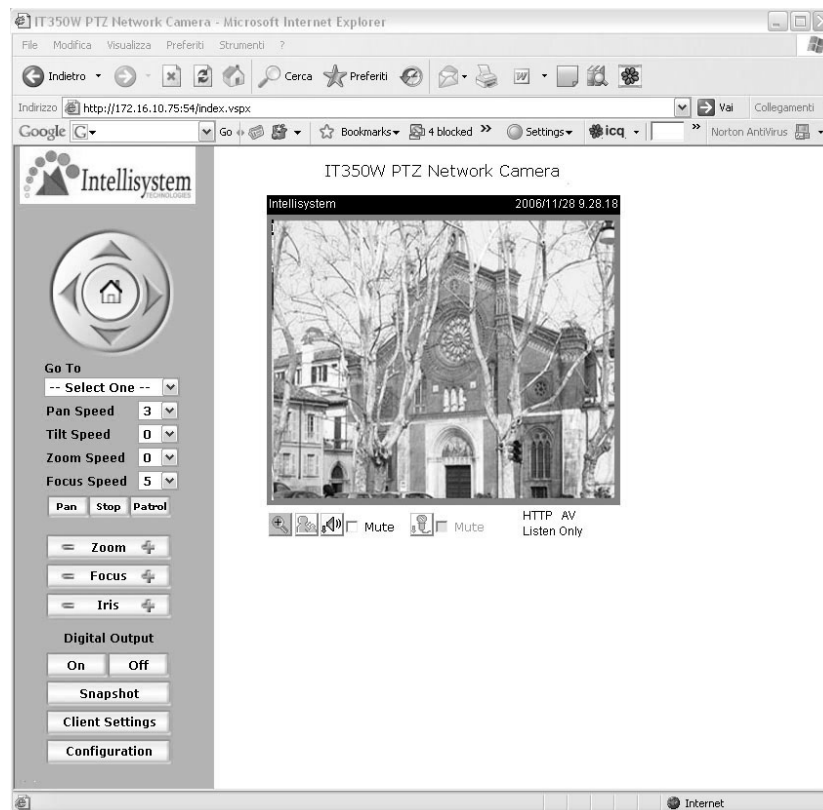 IT350W PTZ Network Camera - Microsoft Internet Explorer
File Modifica Visualizza Preferiti Strumenti ?
Indietro Cerca Preferiti
Indirizzo http://172.16.10.75:54/index.vspx Vai Collegamenti
Google G Go Bookmarks 4 blocked » Settings icq » Norton AntiVirus
Intellisystem
TECHNOLOGIES
IT350W PTZ Network Camera
Intellisystem 2006/11/28 9.28.18
Go To
-- Select One --
Pan Speed 3
Tilt Speed 0
Zoom Speed 0
Focus Speed 5
Pan Stop Patrol
Mute Mute HTTP AV
Listen Only
Zoom
Focus
Iris
Digital Output
On Off
Snapshot
Client Settings
Configuration
Internet